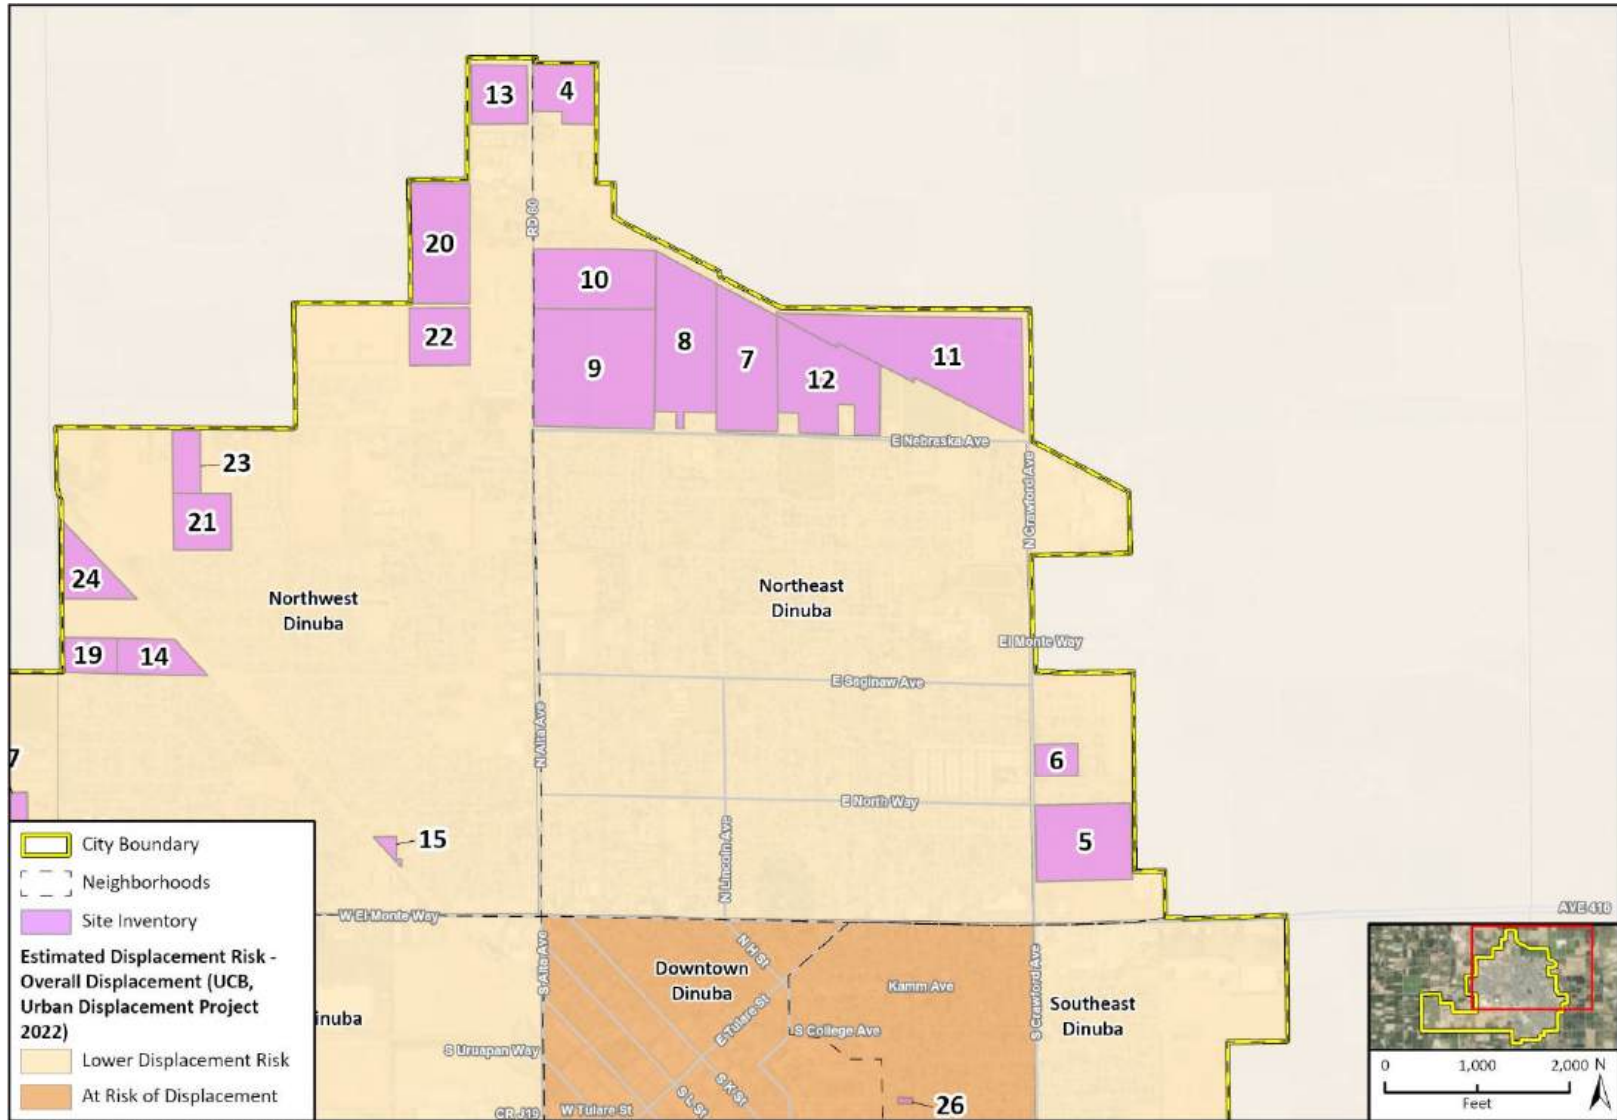 13
4
20
RD 80
10
22
9
8
7
12
11
E Nebraska Ave
23
21
24
N Crawford Ave
Northwest
Dinuba
Northeast
Dinuba
19
14
El Monte Way
E Saginaw Ave
N Alta Ave
7
6
E North Way
15
N Lincoln Ave
5
W El Monte Way
AVE 416
City Boundary
Neighborhoods
Site Inventory
Estimated Displacement Risk -
Overall Displacement (UCB,
Urban Displacement Project
2022)
Lower Displacement Risk
At Risk of Displacement
inuba
S Alta Ave
N H St
Downtown
Dinuba
Kamm Ave
E Tulare St
S College Ave
S Crawford Ave
Southeast
Dinuba
S Uruapan Way
S K St
S L St
CR J19
W Tulare St
26
0
1,000
2,000
N
Feet